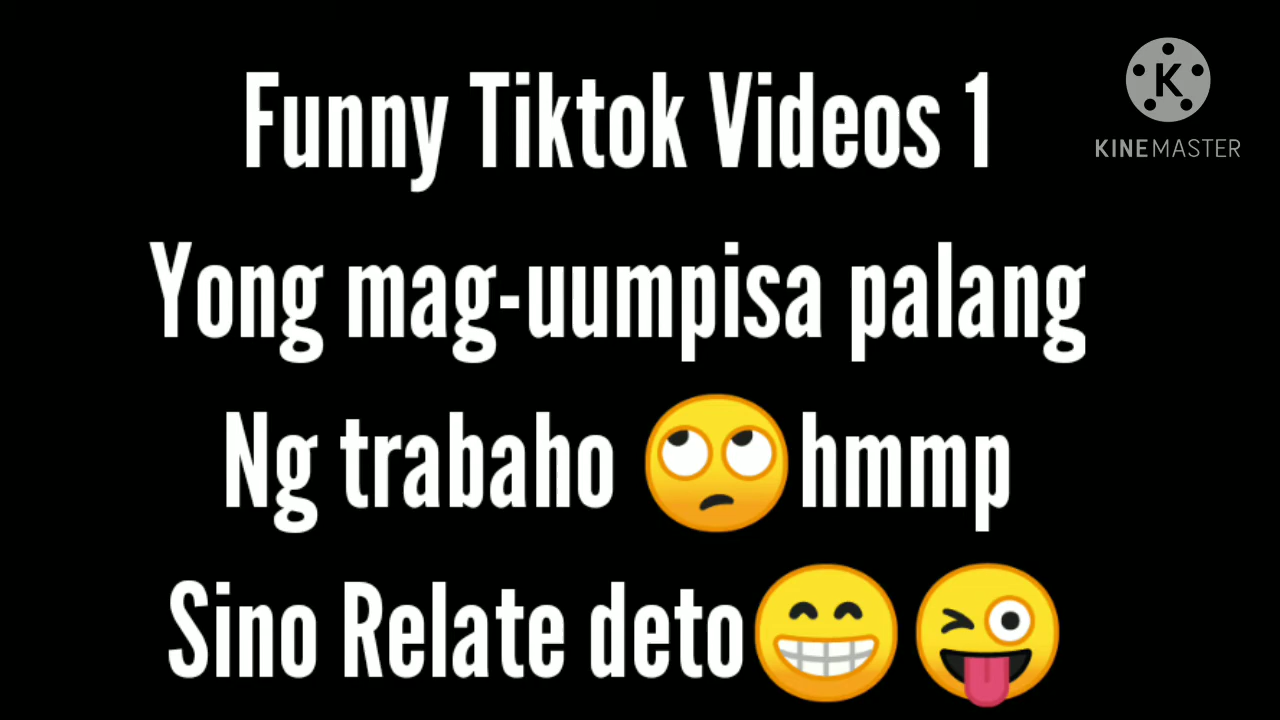 Funny Tiktok Videos 1
K
KINEMASTER
Yong mag-uumpisa palang
Ng trabaho 🙄hmmp
Sino Relate deto😁😜